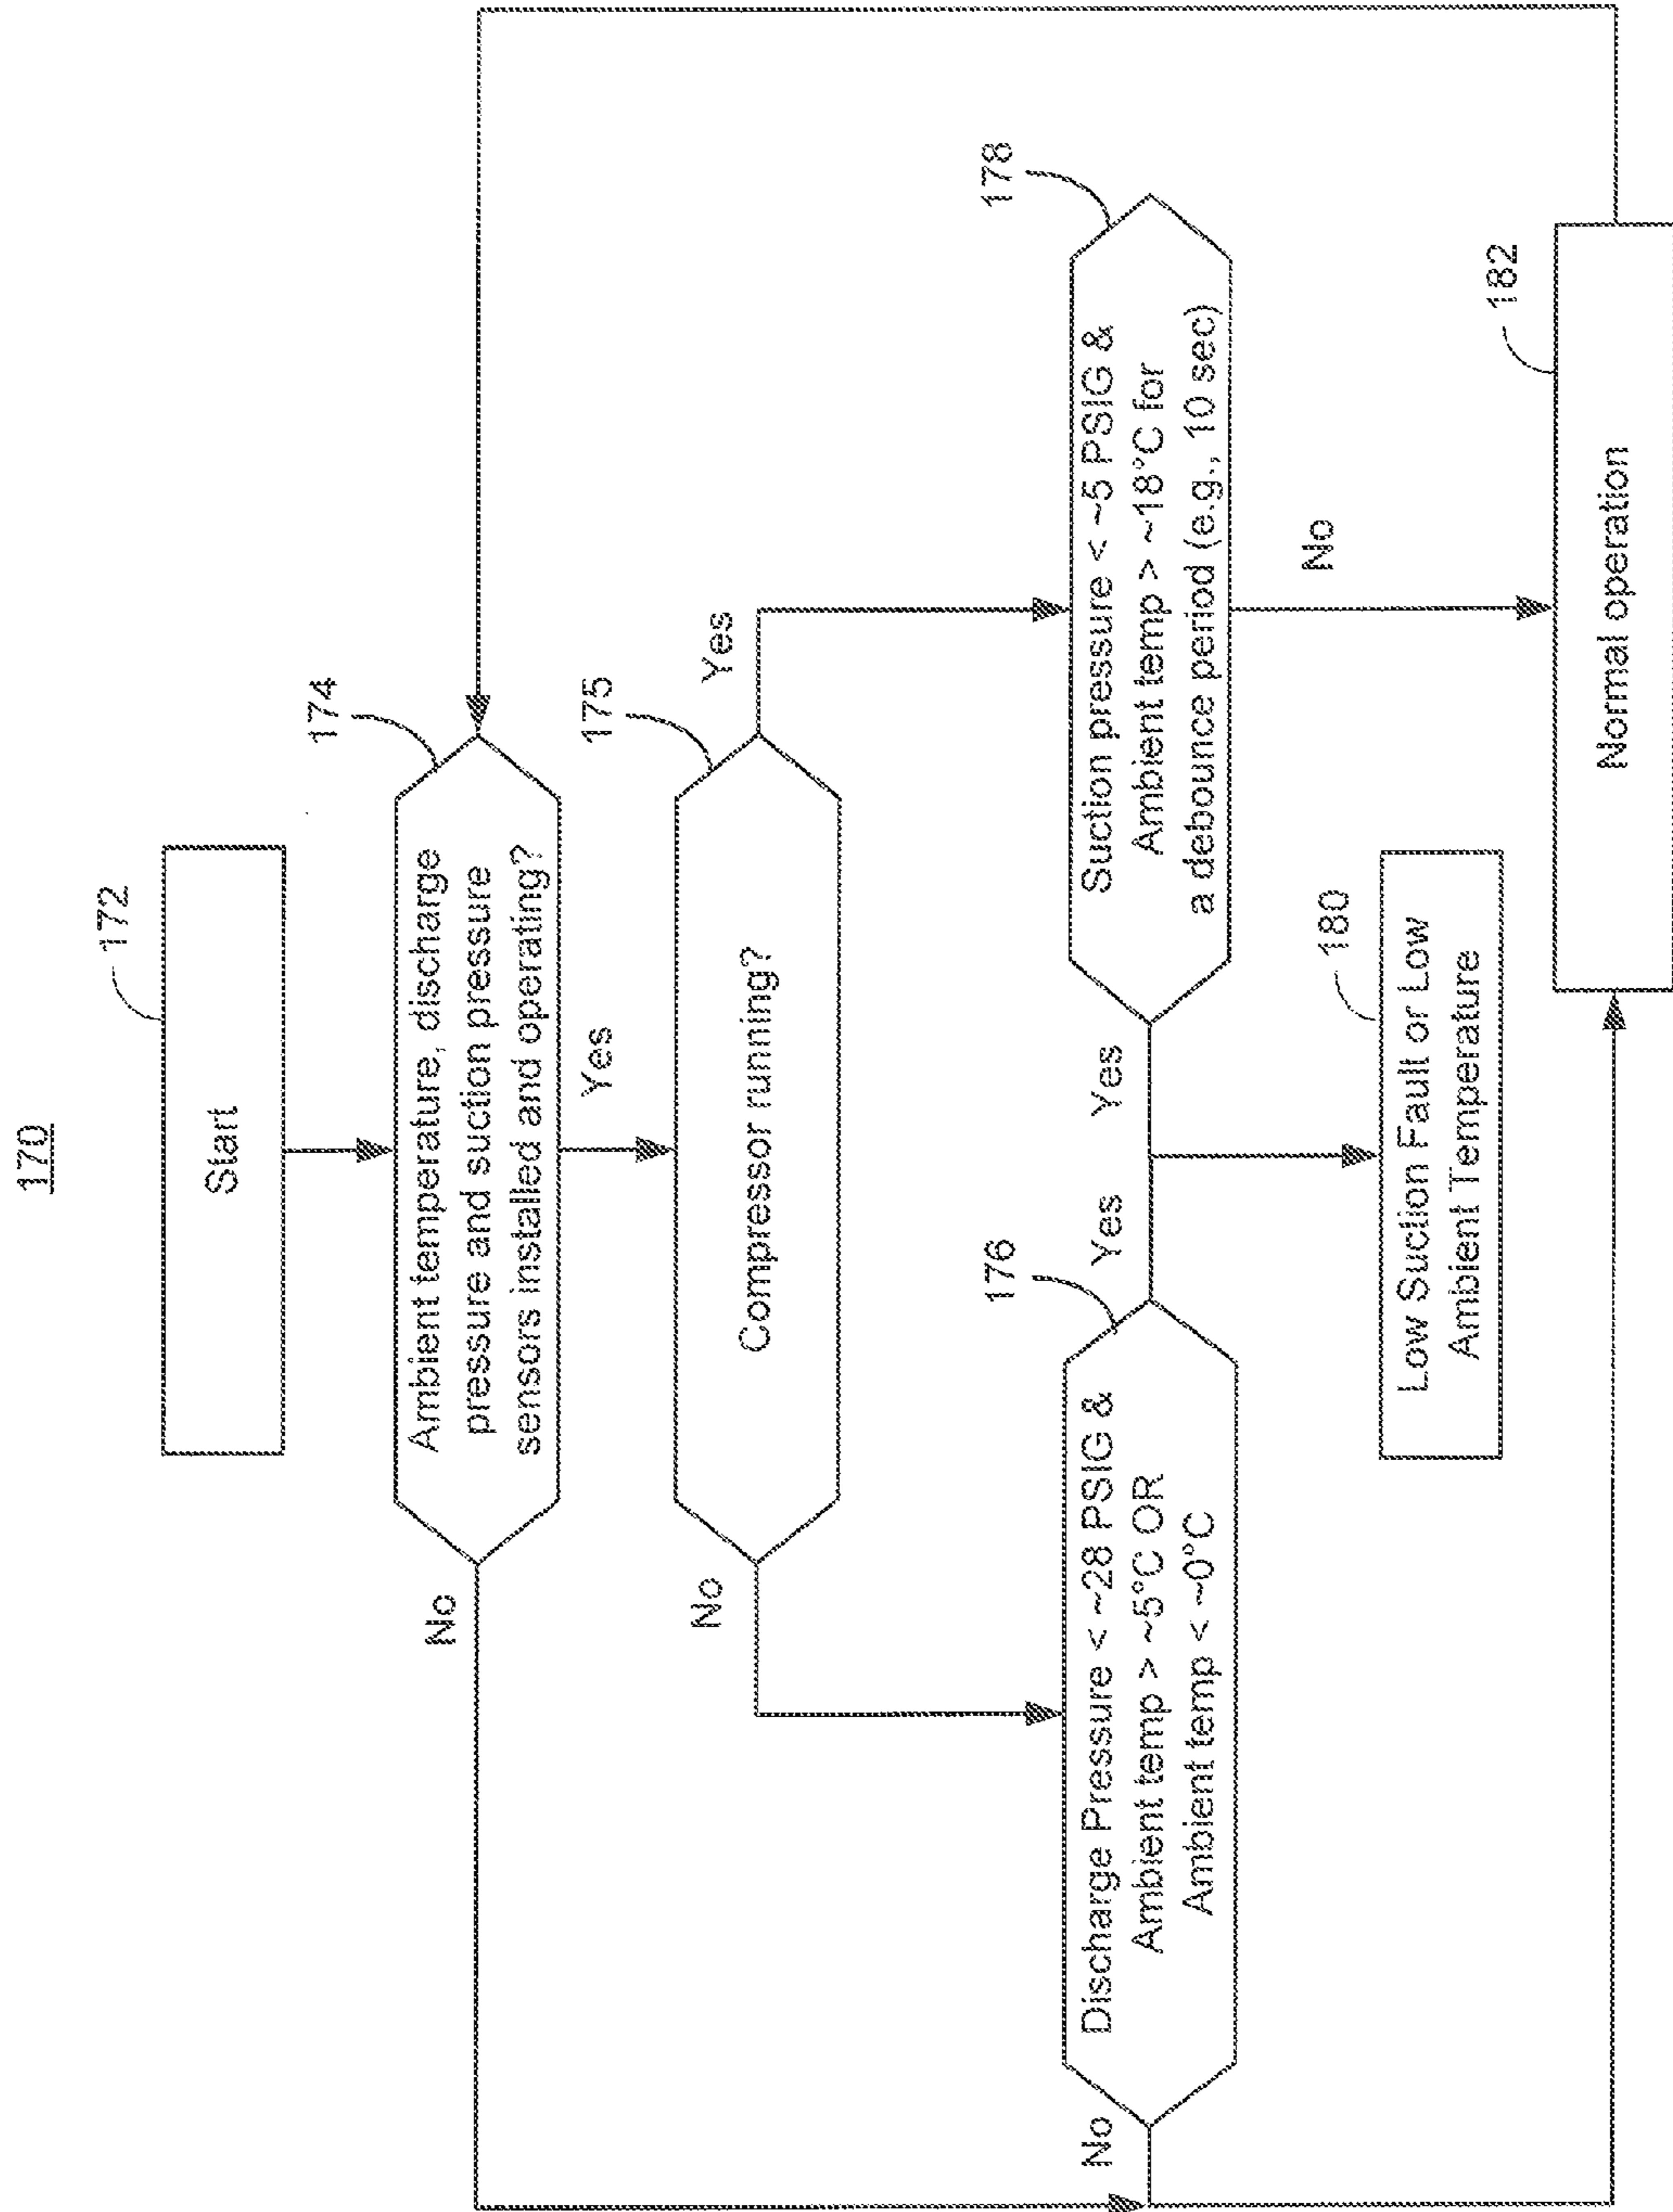 170
172
Start
174
Ambient temperature, discharge
pressure and suction pressure
sensors installed and operating?
No
Yes
175
Compressor running?
No
Yes
176
Discharge Pressure < ~28 PSIG &
Ambient temp > ~5°C OR
Ambient temp < ~0°C
No
Yes
178
Suction pressure < ~5 PSIG &
Ambient temp > ~18°C for
a debounce period (e.g., 10 sec)
Yes
No
180
Low Suction Fault or Low
Ambient Temperature
182
Normal operation